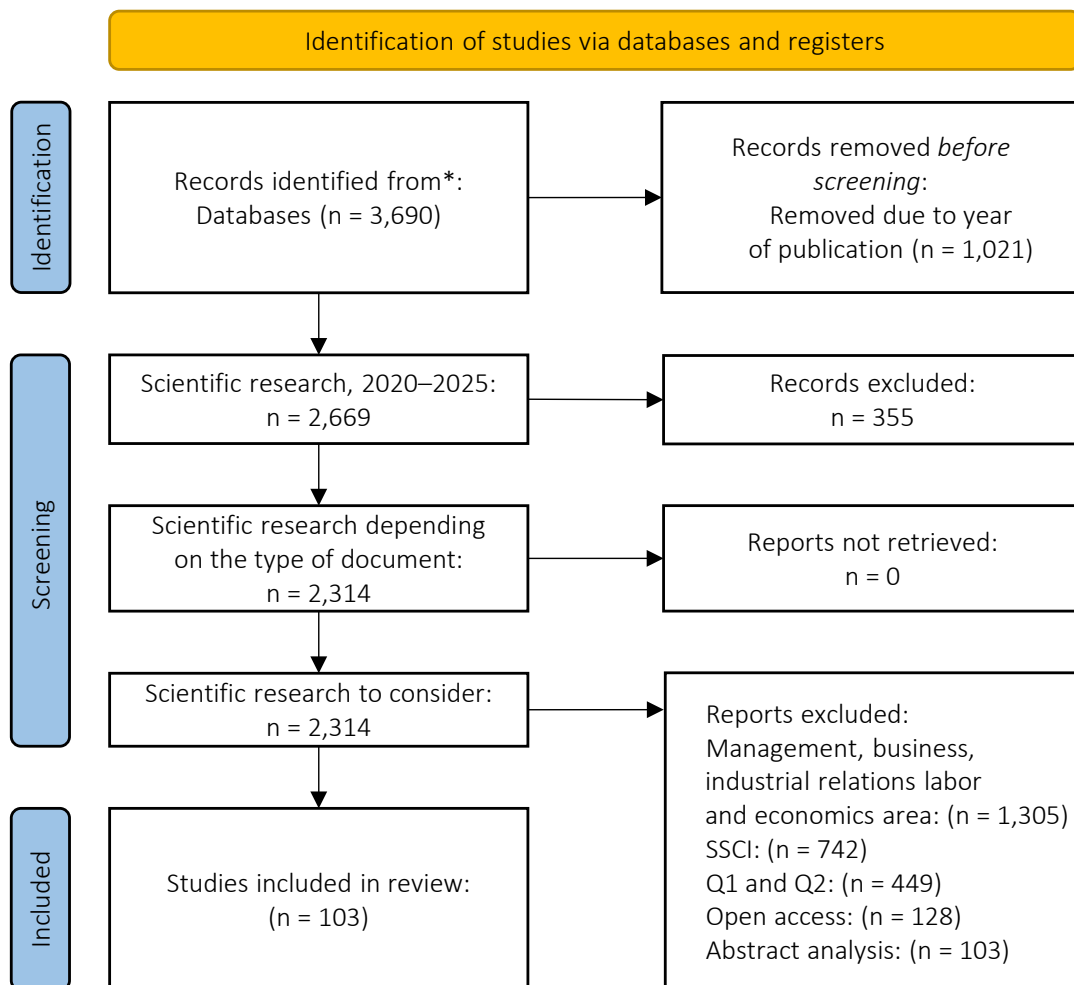 Identification of studies via databases and registers
Identification
Records identified from*:
Databases (n = 3,690)
Records removed before
screening:
Removed due to year
of publication (n = 1,021)
Screening
Scientific research, 2020–2025:
n = 2,669
Records excluded:
n = 355
Scientific research depending
on the type of document:
n = 2,314
Reports not retrieved:
n = 0
Scientific research to consider:
n = 2,314
Reports excluded:
Management, business,
industrial relations labor
and economics area: (n = 1,305)
SSCI: (n = 742)
Q1 and Q2: (n = 449)
Open access: (n = 128)
Abstract analysis: (n = 103)
Included
Studies included in review:
(n = 103)